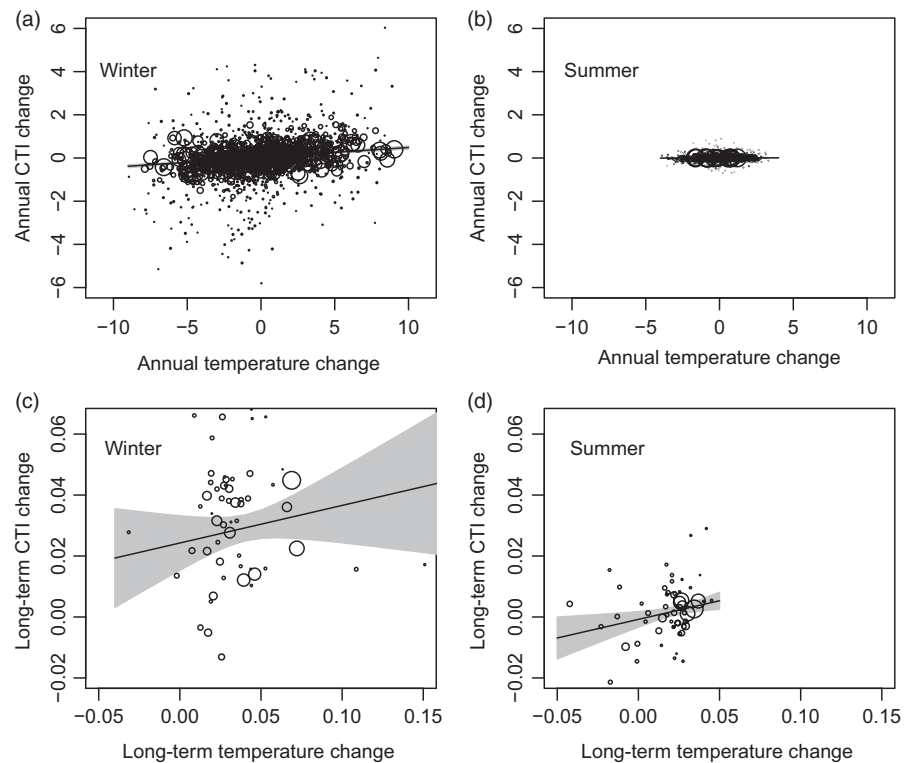 (a)
Winter
Annual CTI change
6
4
2
0
−2
−4
−6
−10 −5 0 5 10
Annual temperature change
(b)
Summer
Annual CTI change
6
4
2
0
−2
−4
−6
−10 −5 0 5 10
Annual temperature change
(c)
Winter
Long-term CTI change
0.06
0.04
0.02
0.00
−0.02
−0.05 0.00 0.05 0.10 0.15
Long-term temperature change
(d)
Summer
Long-term CTI change
0.06
0.04
0.02
0.00
−0.02
−0.05 0.00 0.05 0.10 0.15
Long-term temperature change